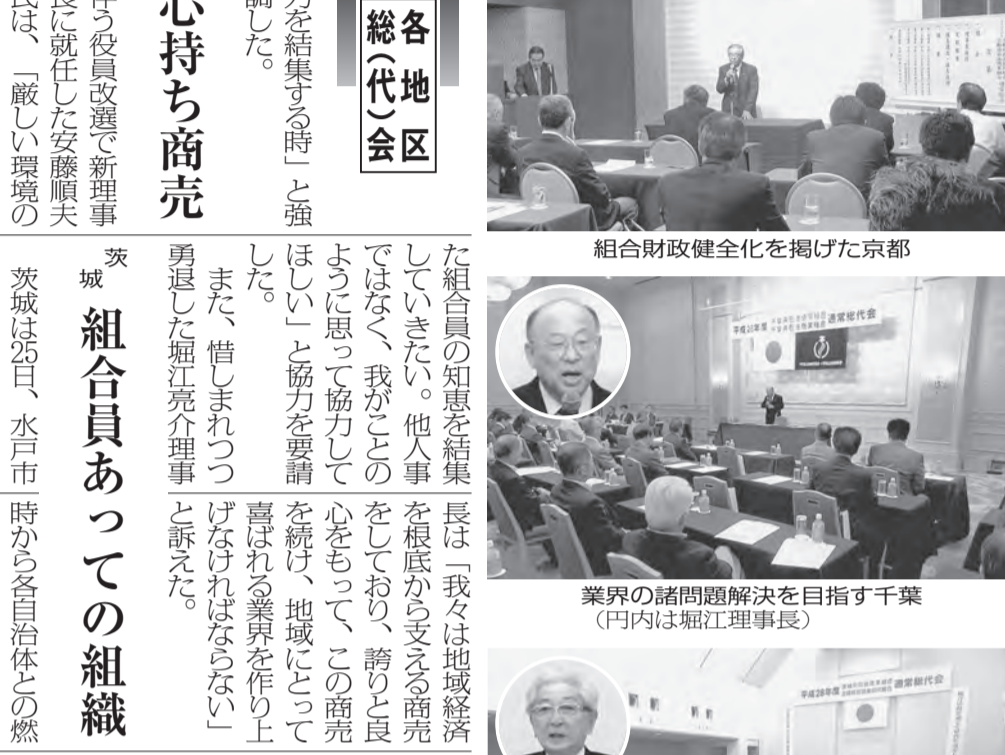 各地区
総(代)会
力を結集する時」と強
調した。
心持ち商売
伴う役員改選で新理事
長に就任した安藤順夫
氏は、「厳しい環境の
た組合員の知恵を結集
していきたい。他人事
ではなく、我がことの
ように思って協力して
ほしい」と協力を要請
した。
また、惜しまれつつ
勇退した堀江亮介理事
長は「我々は地域経済
を根底から支える商売
をしており、誇りと良
心をもって、この商売
を続け、地域にとって
喜ばれる業界を作り上
げなければならない」
と訴えた。
茨城
組合員あっての組織
茨城は25日、水戸市
時から各自治体との燃
組合財政健全化を掲げた京都
平成28年度
通常総代会
業界の諸問題解決を目指す千葉
(円内は堀江理事長)
平成28年度
通常総代会